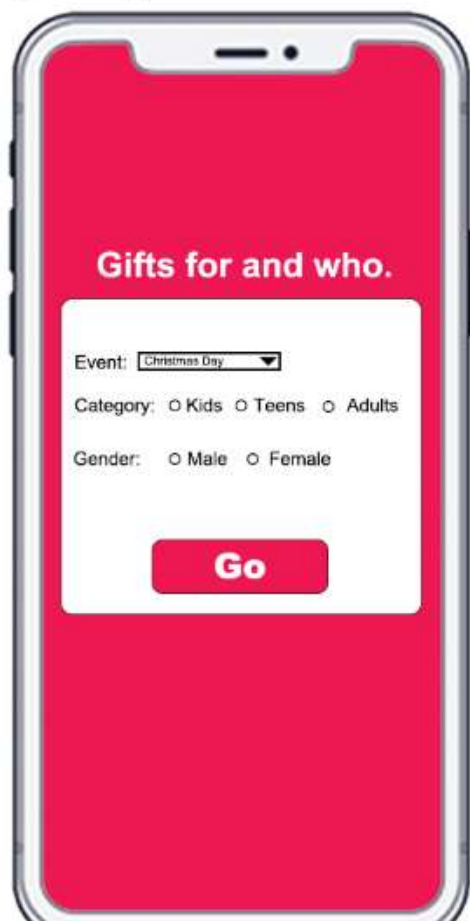 Gifts for and who.
Event: Christmas Day
Category: Kids Teens Adults
Gender: Male Female
Go